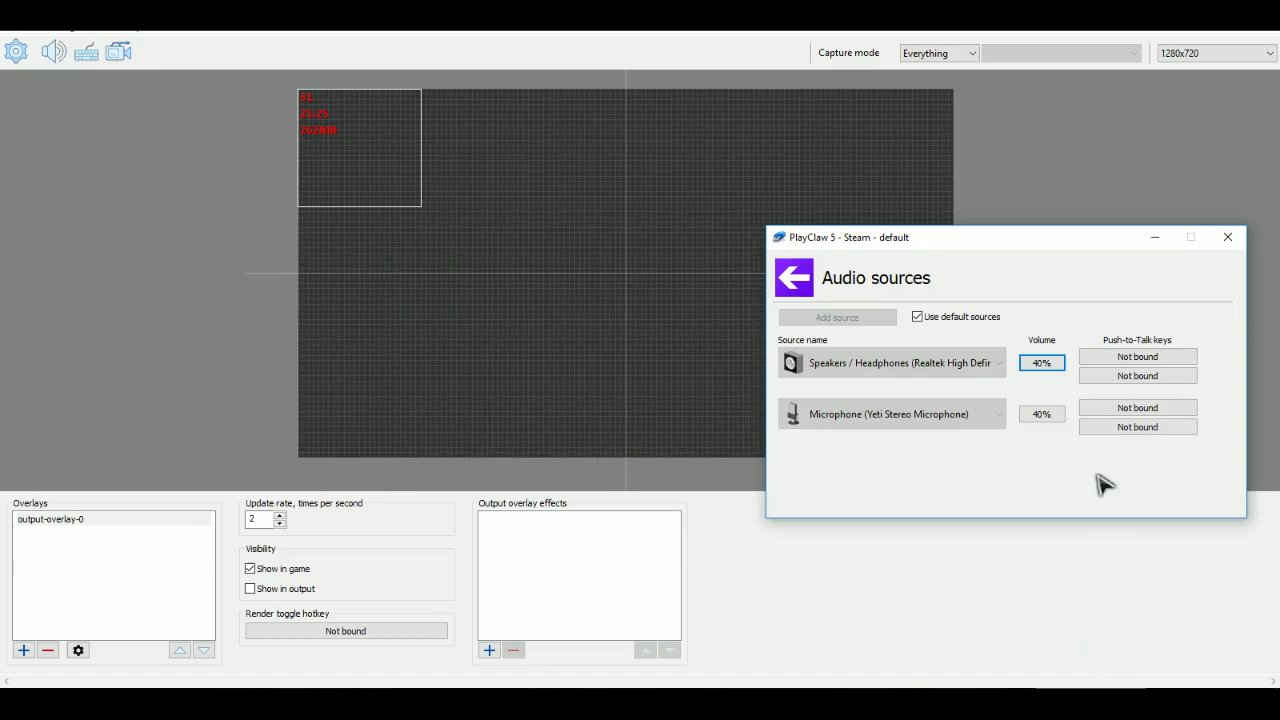 Capture mode
Everything
1280x720
61
21:25
PlayClaw 5 - Steam - default
Audio sources
Add source
Use default sources
Source name
Volume
Push-to-Talk keys
Speakers / Headphones (Realtek High Defir
40%
Not bound
Not bound
Microphone (Yeti Stereo Microphone)
40%
Not bound
Not bound
Overlays
output-overlay-0
Update rate, times per second
2
Visibility
Show in game
Show in output
Render toggle hotkey
Not bound
Output overlay effects